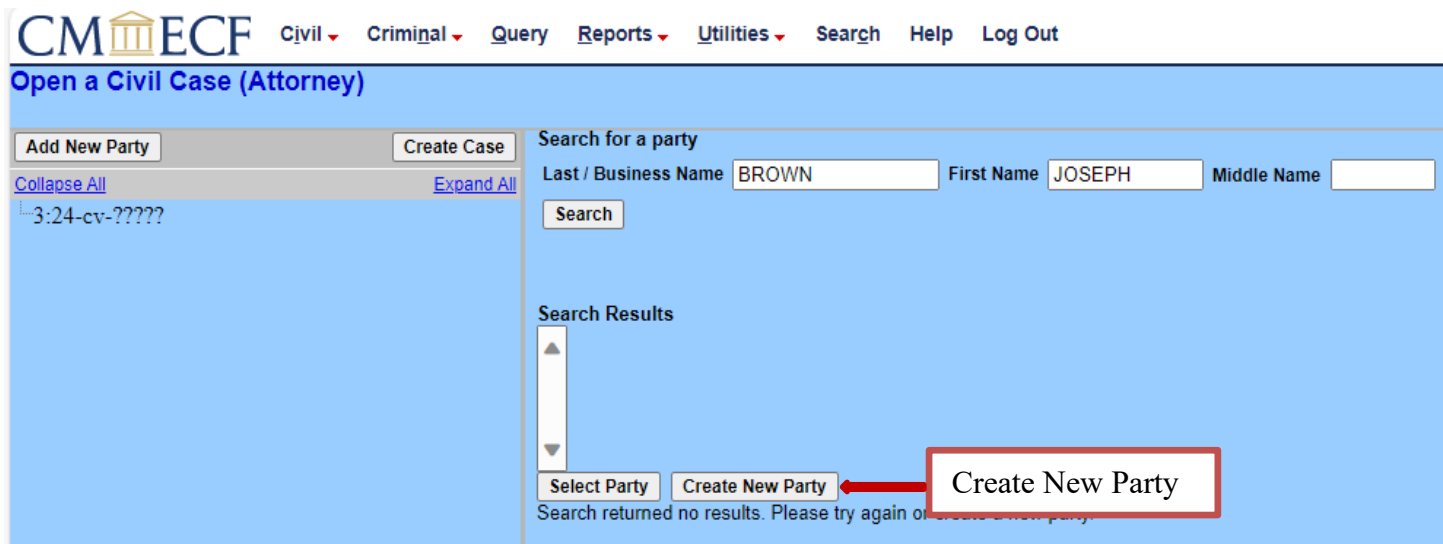 CM ECF Civil Criminal Query Reports Utilities Search Help Log Out
Open a Civil Case (Attorney)
Add New Party Create Case
Collapse All Expand All
3:24-cv-?????
Search for a party
Last / Business Name BROWN First Name JOSEPH Middle Name
Search
Search Results
Select Party Create New Party
Create New Party
Search returned no results. Please try again or create a new party.